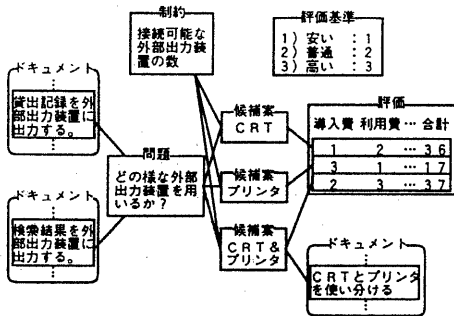 制約
接続可能な
外部出力装
置の数
評価基準
1) 安い : 1
2) 普通 : 2
3) 高い : 3
ドキュメント
⋮
貸出記録を外
部出力装置に
出力する。
⋮
ドキュメント
⋮
検索結果を外
部出力装置に
出力する。
⋮
問題
どの様な外部
出力装置を用
いるか?
候補案
CRT
候補案
プリンタ
候補案
CRT&
プリンタ
評価
導入費 利用費 … 合計
1 2 … 36
3 1 … 17
2 3 … 37
ドキュメント
⋮
CRTとプリンタ
を使い分ける
⋮